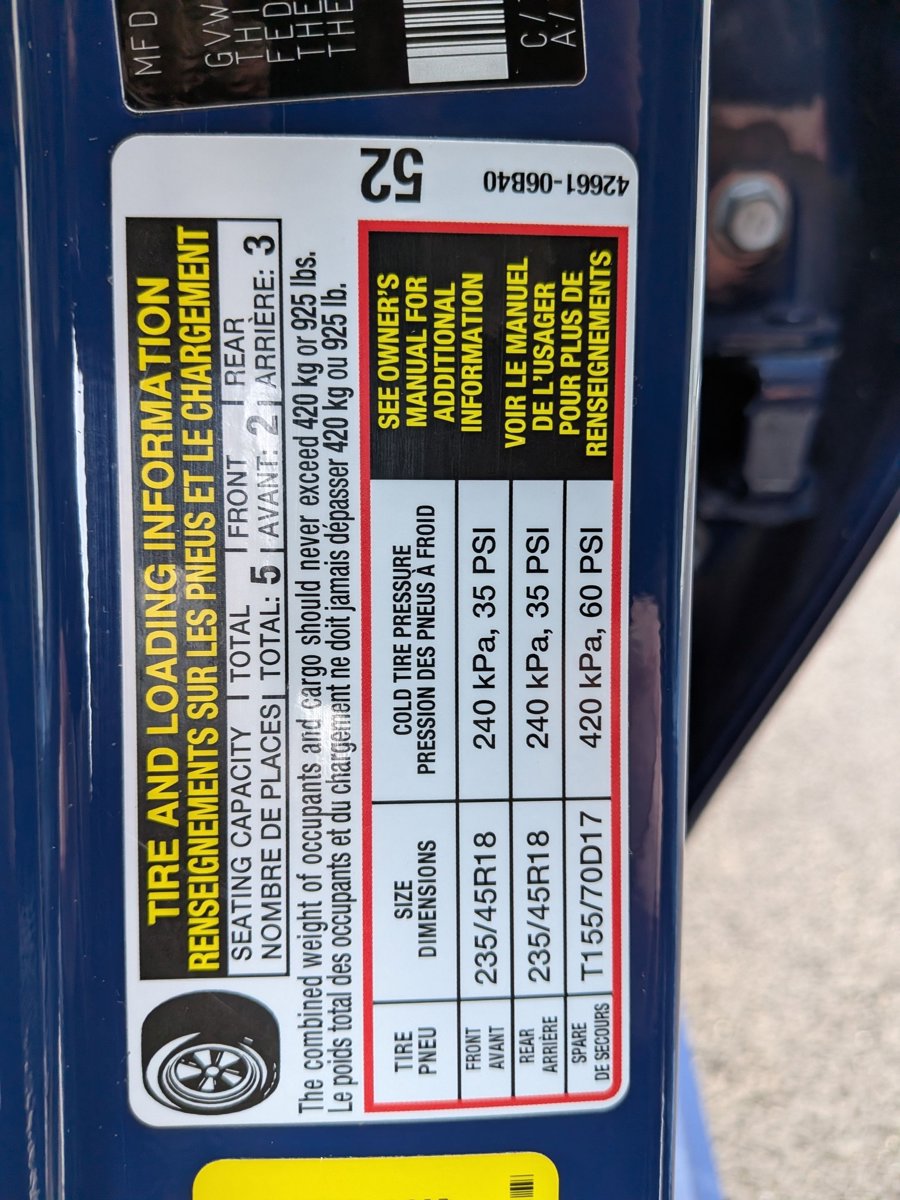 MFD
GVW
THI
FED
THE
THE
C/T
A/
TIRE AND LOADING INFORMATION
RENSEIGNEMENTS SUR LES PNEUS ET LE CHARGEMENT
SEATING CAPACITY | TOTAL | FRONT | REAR
NOMBRE DE PLACES | TOTAL: 5 | AVANT: 2 | ARRIÈRE: 3
The combined weight of occupants and cargo should never exceed 420 kg or 925 lbs.
Le poids total des occupants et du chargement ne doit jamais dépasser 420 kg ou 925 lb.
TIRE SIZE COLD TIRE PRESSURE
PNEU DIMENSIONS PRESSION DES PNEUS À FROID
FRONT
AVANT 235/45R18 240 kPa, 35 PSI
REAR
ARRIÈRE 235/45R18 240 kPa, 35 PSI
SPARE
DE SECOURS T155/70D17 420 kPa, 60 PSI
SEE OWNER'S
MANUAL FOR
ADDITIONAL
INFORMATION
VOIR LE MANUEL
DE L'USAGER
POUR PLUS DE
RENSEIGNEMENTS
52
42661-06B40